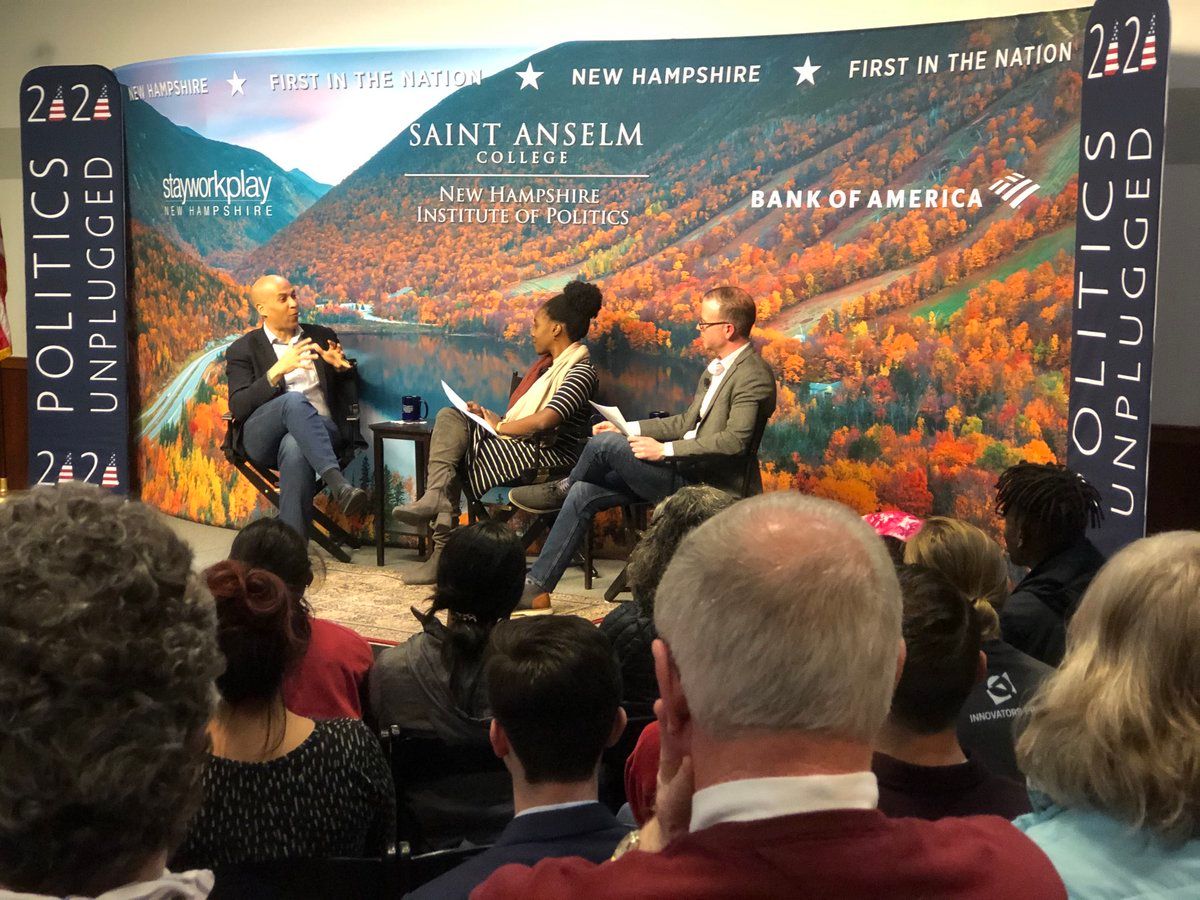 NEW HAMPSHIRE ★ FIRST IN THE NATION ★ NEW HAMPSHIRE ★ FIRST IN THE NATION
2020
POLITICS
UNPLUGGED
2020
stayworkplay
NEW HAMPSHIRE
SAINT ANSELM
COLLEGE
NEW HAMPSHIRE
INSTITUTE OF POLITICS
BANK OF AMERICA
2020
POLITICS
UNPLUGGED
INNOVATORS